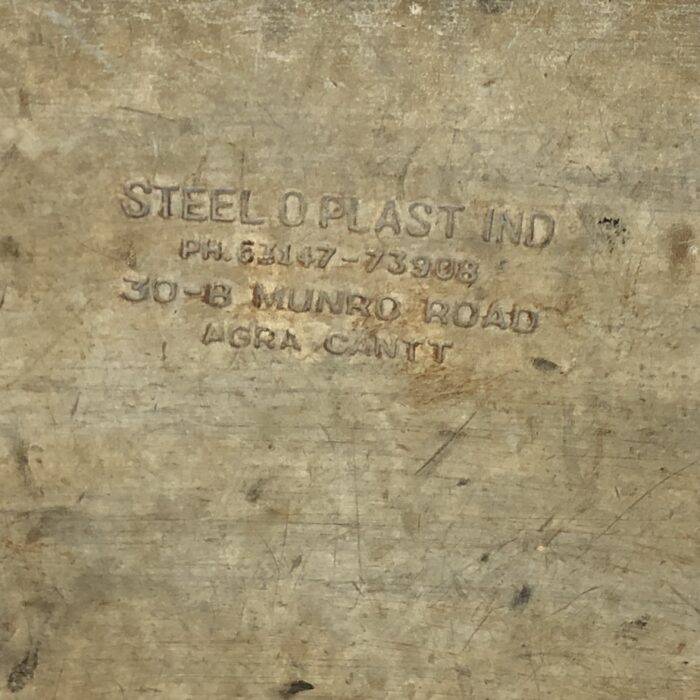 STEEL O PLAST IND
PH. 63147-73908
30-B MUNRO ROAD
AGRA CANTT